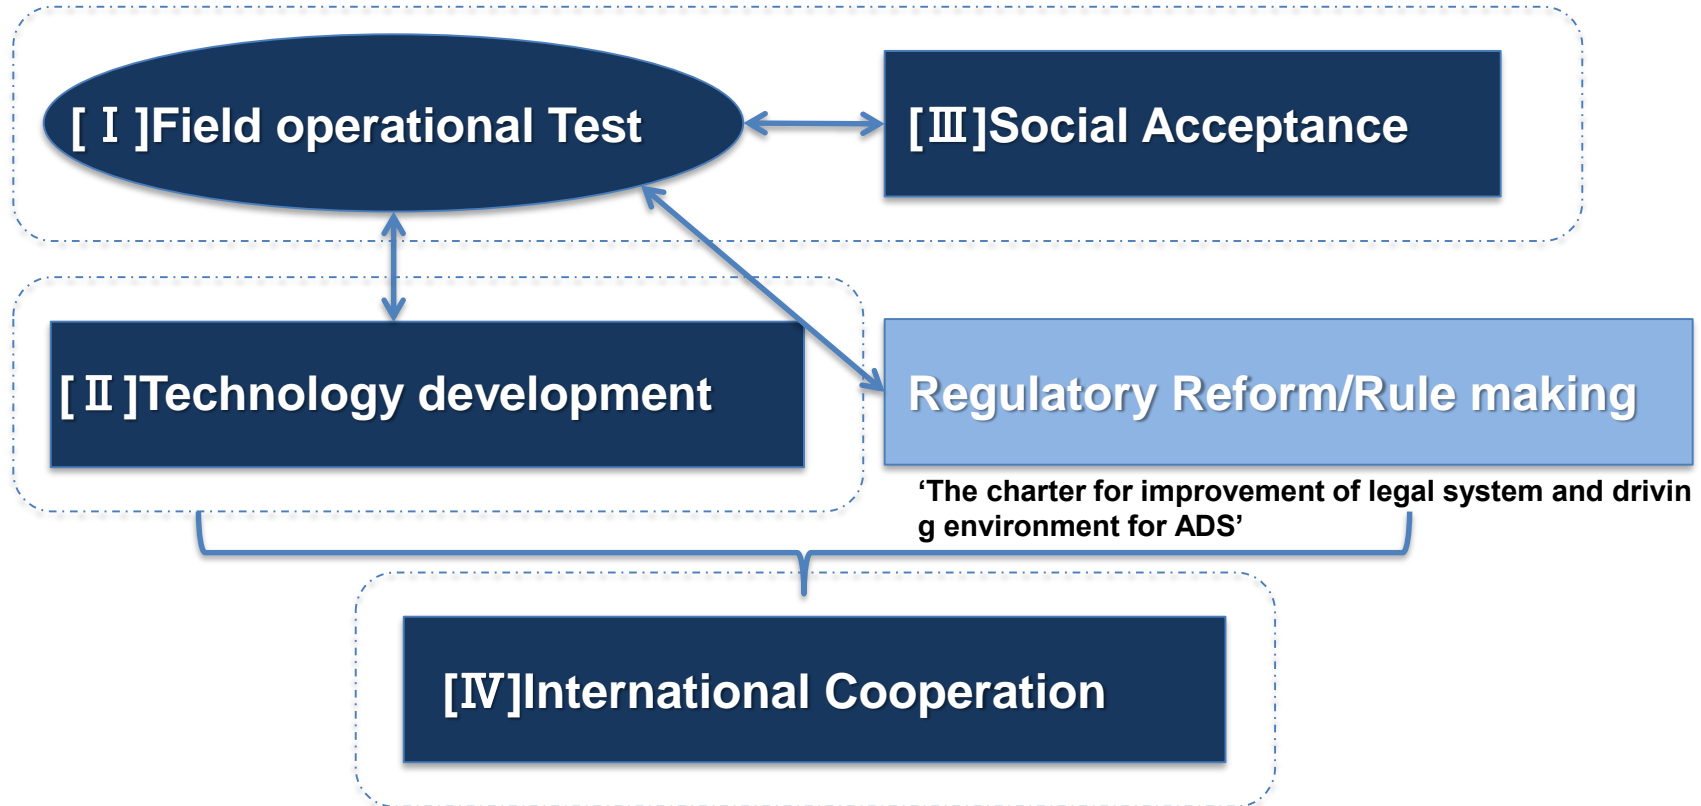 [Ⅰ]Field operational Test
[Ⅲ]Social Acceptance
[Ⅱ]Technology development
Regulatory Reform/Rule making
‘The charter for improvement of legal system and drivin
g environment for ADS’
[Ⅳ]International Cooperation